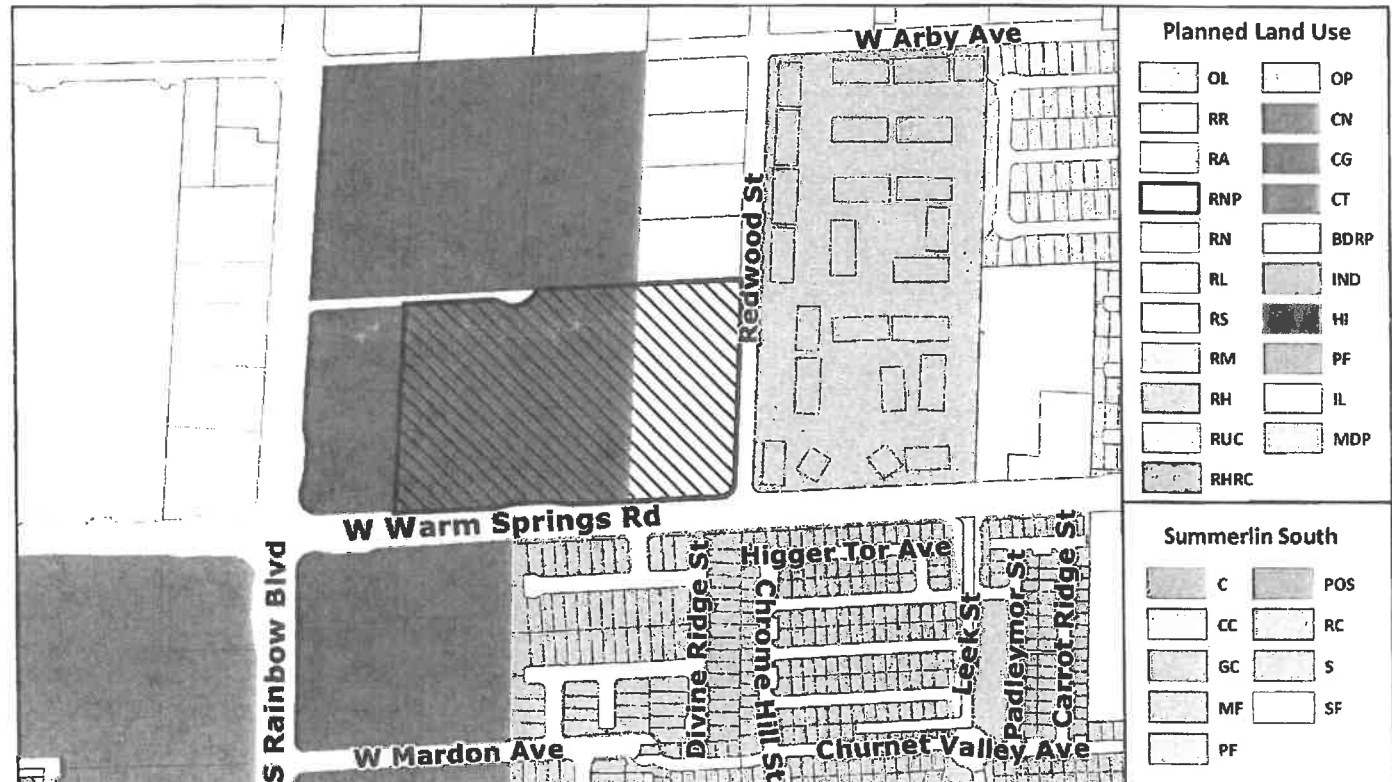 W Arby Ave
Redwood St
W Warm Springs Rd
S Rainbow Blvd
Higger Tor Ave
Divine Ridge St
Chrome Hill St
Leek St
Padleymor St
Carrot Ridge St
W Mardon Ave
Churnet Valley Ave
Planned Land Use
OL OP
RR CN
RA CG
RNP CT
RN BDRP
RL IND
RS HI
RM PF
RH IL
RUC MDP
RHRC
Summerlin South
C POS
CC RC
GC S
MF SF
PF